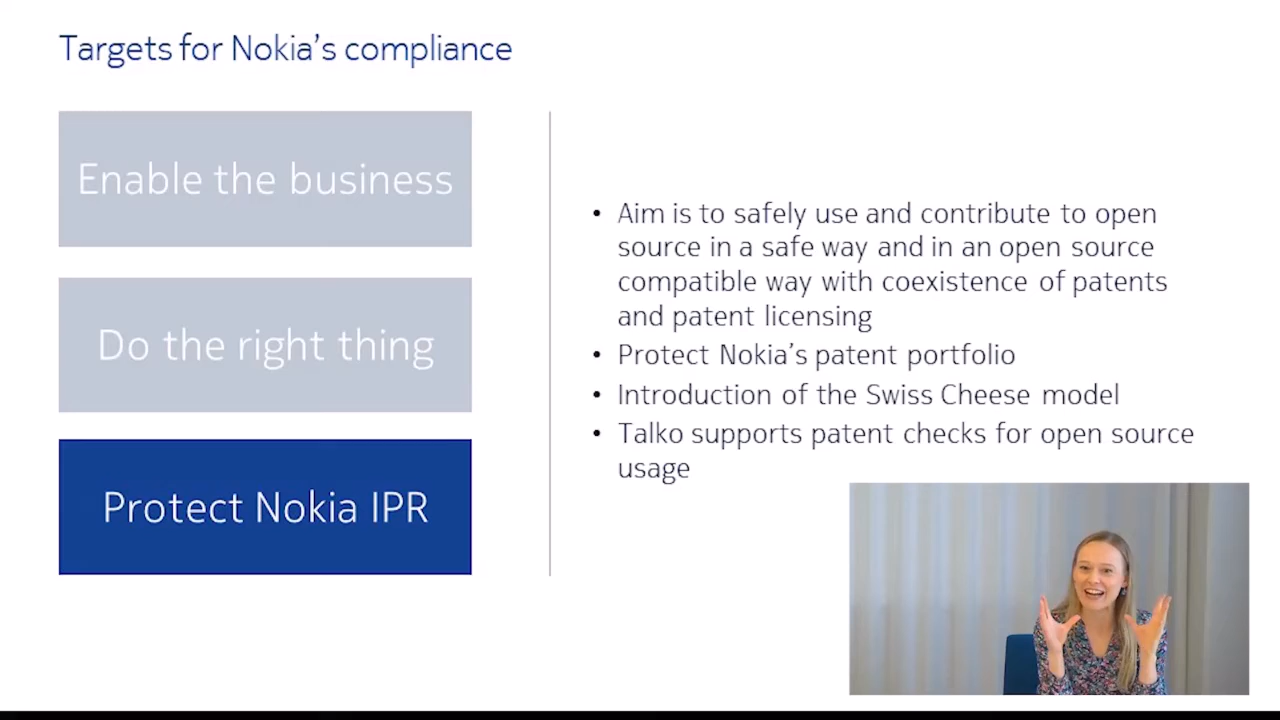 Targets for Nokia’s compliance
Enable the business
Do the right thing
Protect Nokia IPR
• Aim is to safely use and contribute to open
source in a safe way and in an open source
compatible way with coexistence of patents
and patent licensing
• Protect Nokia’s patent portfolio
• Introduction of the Swiss Cheese model
• Talko supports patent checks for open source
usage